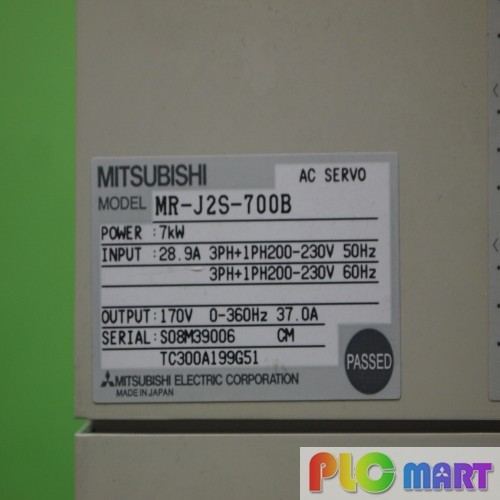 MITSUBISHI AC SERVO
MODEL MR-J2S-700B
POWER :7kW
INPUT :28.9A 3PH+1PH200-230V 50Hz
3PH+1PH200-230V 60Hz
OUTPUT:170V 0-360Hz 37.0A
SERIAL:S08M39006 CM
TC300A199G51
PASSED
MITSUBISHI ELECTRIC CORPORATION
MADE IN JAPAN
PLC mart